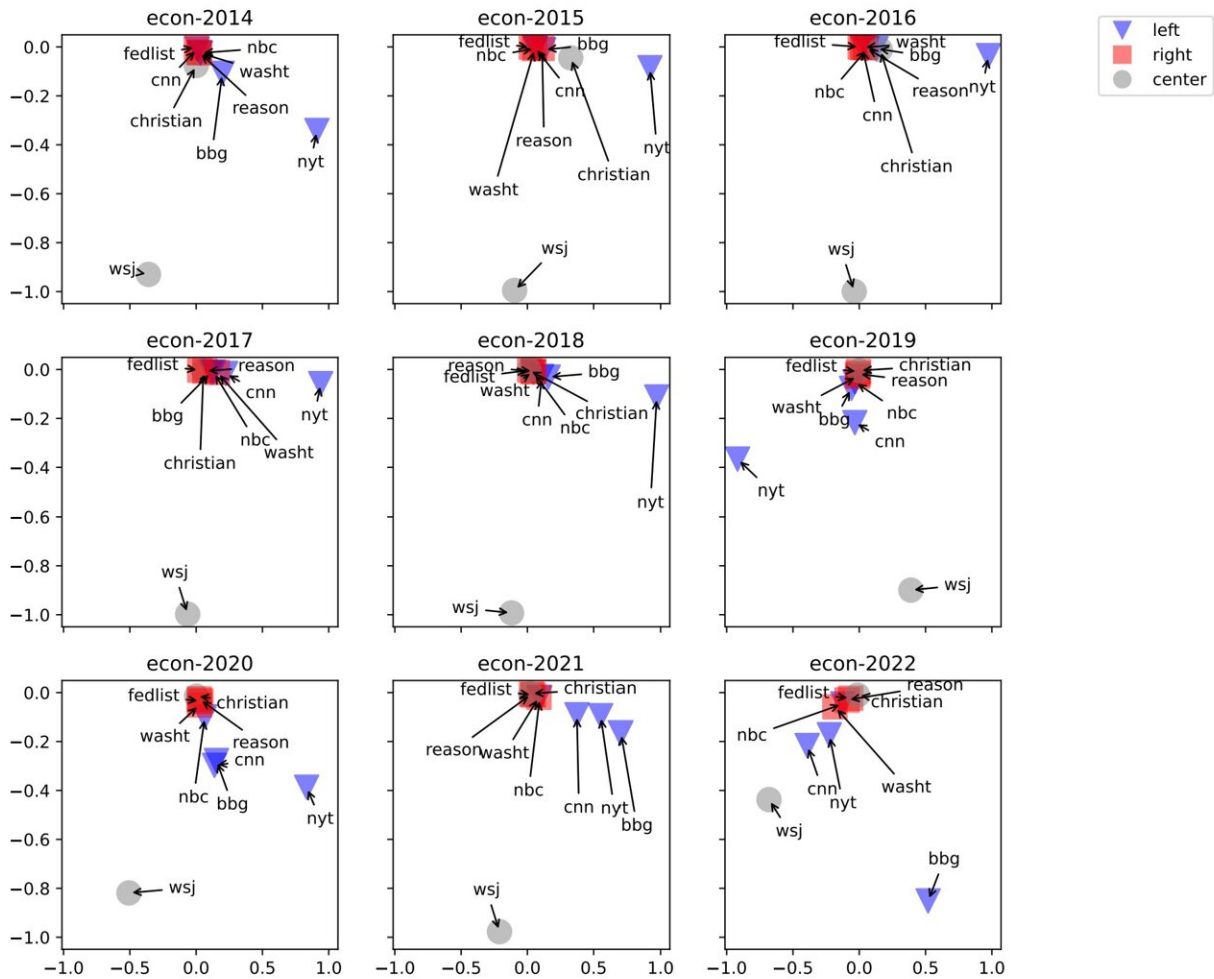 econ-2014
econ-2015
econ-2016
left
right
center
0.0
−0.2
−0.4
−0.6
−0.8
−1.0
fedlist
nbc
cnn
washt
reason
christian
bbg
nyt
wsj
fedlist
bbg
nbc
cnn
reason
nyt
christian
washt
wsj
fedlist
washt
bbg
nbc
reason
nyt
cnn
christian
wsj
econ-2017
econ-2018
econ-2019
0.0
−0.2
−0.4
−0.6
−0.8
−1.0
fedlist
reason
cnn
bbg
nyt
nbc
washt
christian
wsj
reason
bbg
fedlist
washt
christian
cnn
nbc
nyt
wsj
fedlist
christian
reason
washt
bbg
nbc
cnn
nyt
wsj
econ-2020
econ-2021
econ-2022
0.0
−0.2
−0.4
−0.6
−0.8
−1.0
fedlist
christian
washt
reason
cnn
nbc
bbg
nyt
wsj
fedlist
christian
reason
washt
nbc
cnn
nyt
bbg
wsj
fedlist
reason
christian
nbc
washt
cnn
nyt
wsj
bbg
−1.0 −0.5 0.0 0.5 1.0
−1.0 −0.5 0.0 0.5 1.0
−1.0 −0.5 0.0 0.5 1.0